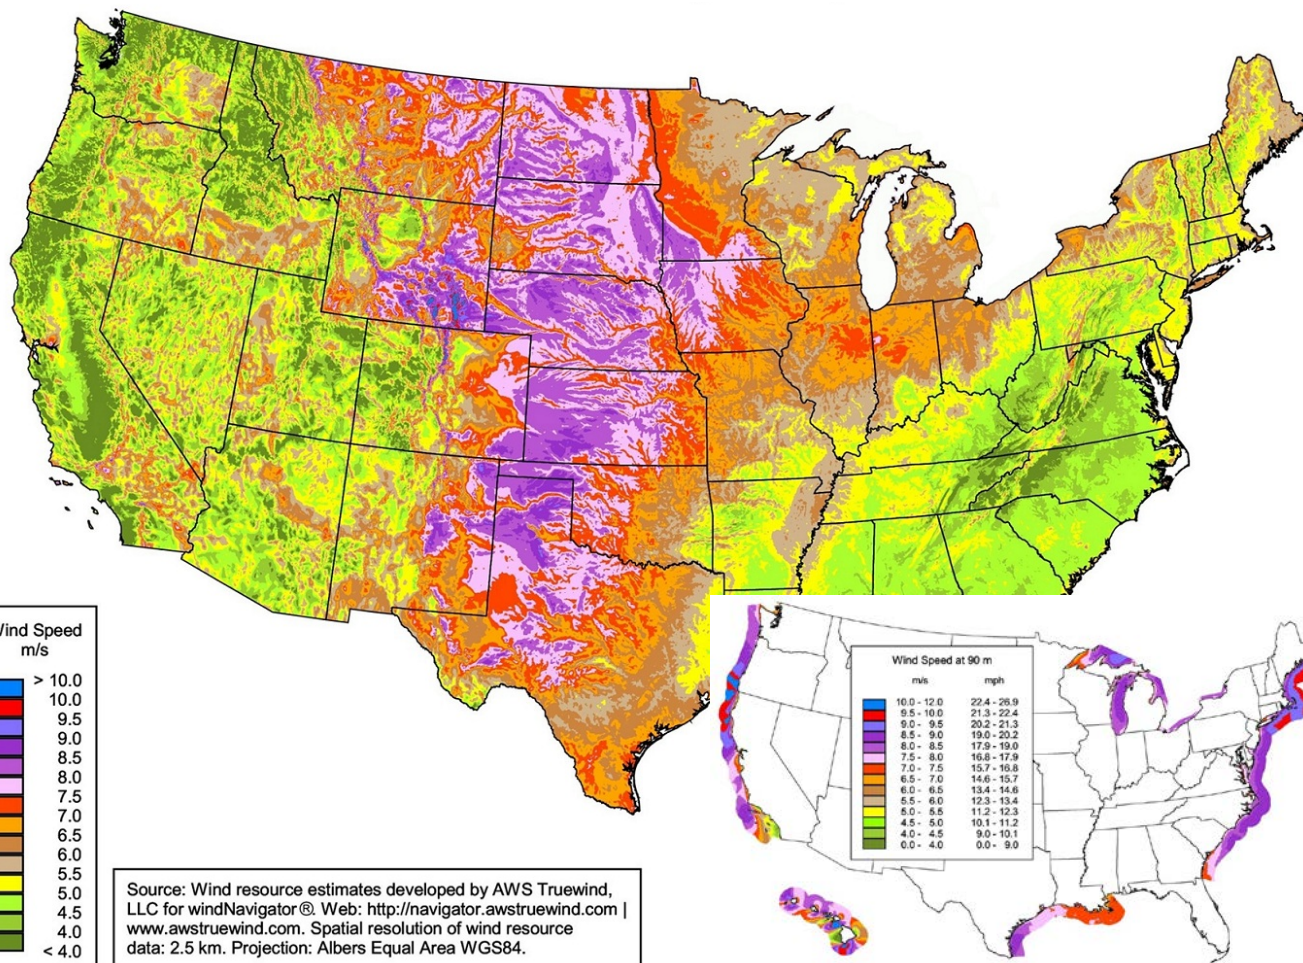 Wind Speed
m/s
> 10.0
10.0
9.5
9.0
8.5
8.0
7.5
7.0
6.5
6.0
5.5
5.0
4.5
4.0
< 4.0
Source: Wind resource estimates developed by AWS Truewind,
LLC for windNavigator®. Web: http://navigator.awstruewind.com |
www.awstruewind.com. Spatial resolution of wind resource
data: 2.5 km. Projection: Albers Equal Area WGS84.
Wind Speed at 90 m
m/s mph
10.0 - 12.0 22.4 - 26.9
9.5 - 10.0 21.3 - 22.4
9.0 - 9.5 20.2 - 21.3
8.5 - 9.0 19.0 - 20.2
8.0 - 8.5 17.9 - 19.0
7.5 - 8.0 16.8 - 17.9
7.0 - 7.5 15.7 - 16.8
6.5 - 7.0 14.6 - 15.7
6.0 - 6.5 13.4 - 14.6
5.5 - 6.0 12.3 - 13.4
5.0 - 5.5 11.2 - 12.3
4.5 - 5.0 10.1 - 11.2
4.0 - 4.5 9.0 - 10.1
0.0 - 4.0 0.0 - 9.0